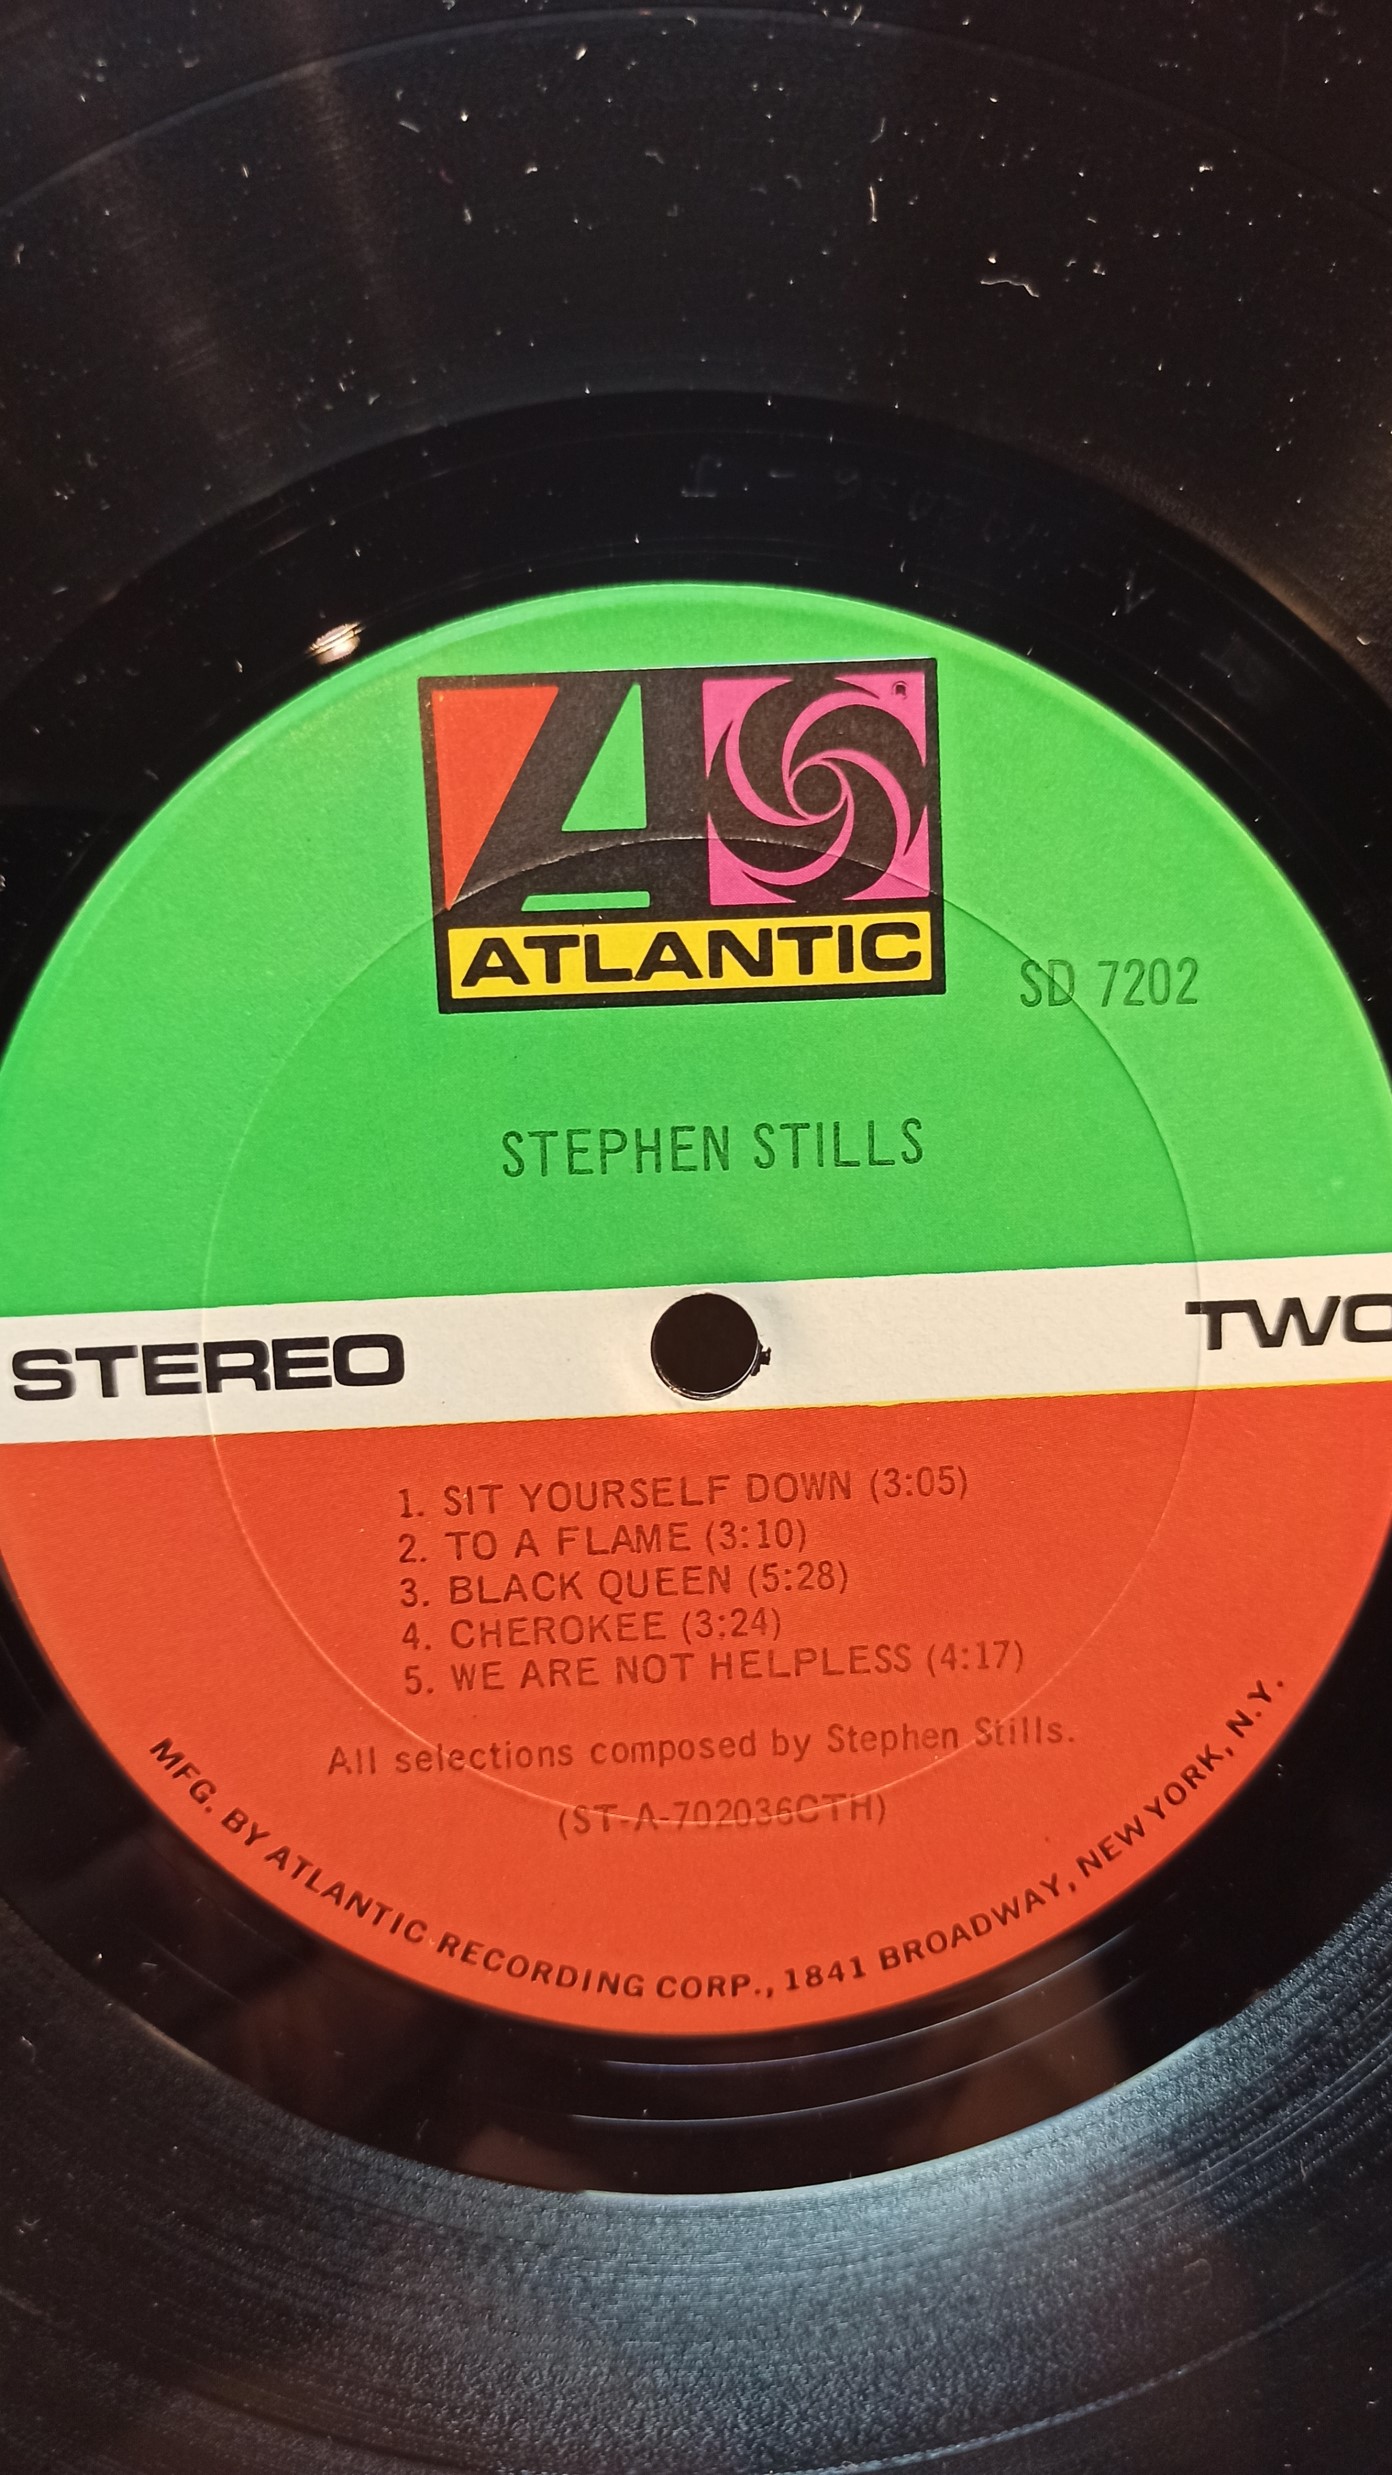 ATLANTIC
SD 7202
STEPHEN STILLS
STEREO
TWO
1. SIT YOURSELF DOWN (3:05)
2. TO A FLAME (3:10)
3. BLACK QUEEN (5:28)
4. CHEROKEE (3:24)
5. WE ARE NOT HELPLESS (4:17)
All selections composed by Stephen Stills.
(ST-A-702036CTH)
MFG. BY ATLANTIC RECORDING CORP., 1841 BROADWAY, NEW YORK, N.Y.